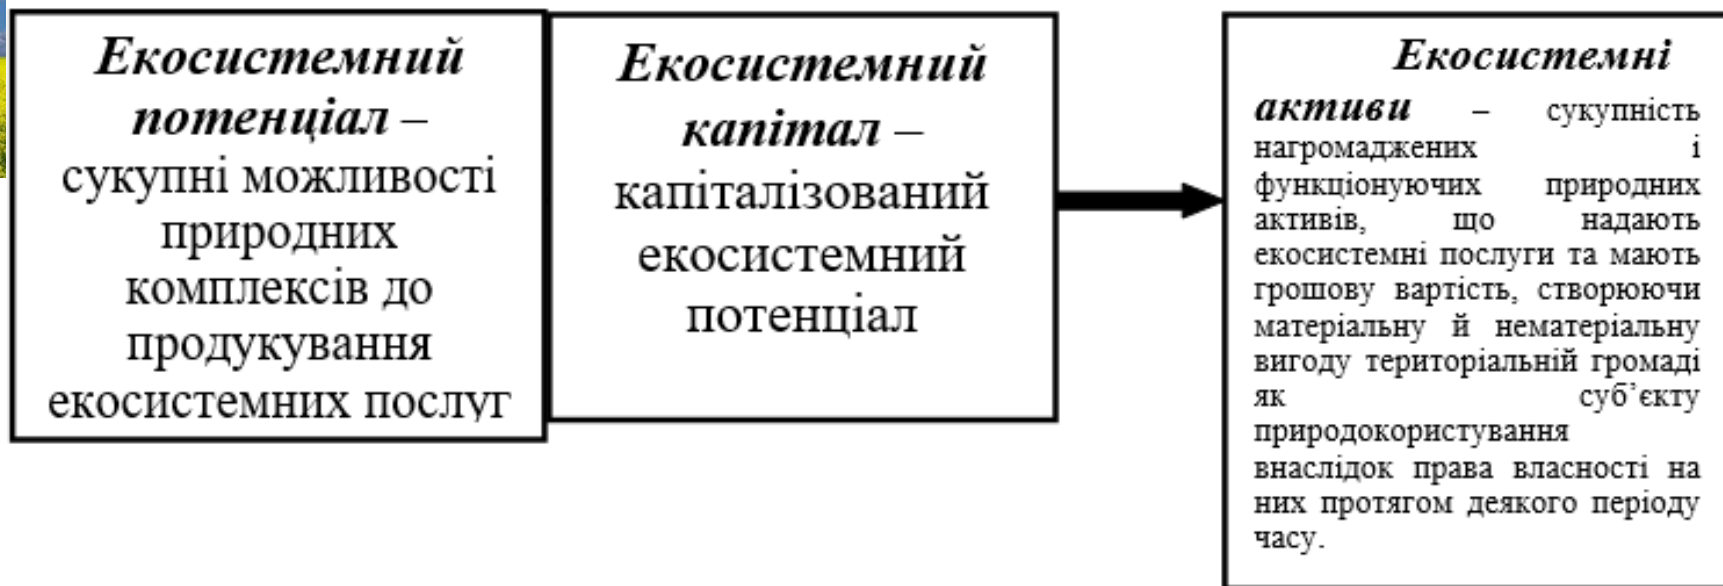 Екосистемний
потенціал –
сукупні можливості
природних
комплексів до
продукування
екосистемних послуг
Екосистемний
капітал –
капіталізований
екосистемний
потенціал
Екосистемні
активи – сукупність
нагромаджених і
функціонуючих природних
активів, що надають
екосистемні послуги та мають
грошову вартість, створюючи
матеріальну й нематеріальну
вигоду територіальній громаді
як суб’єкту
природокористування
внаслідок права власності на
них протягом деякого періоду
часу.